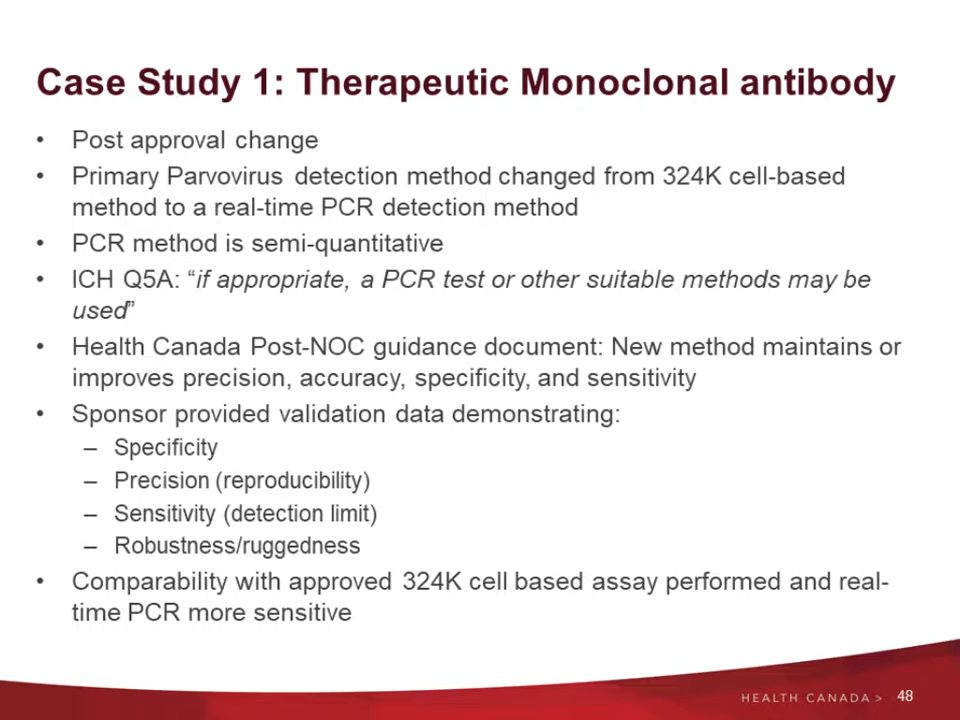 Case Study 1: Therapeutic Monoclonal antibody
• Post approval change
• Primary Parvovirus detection method changed from 324K cell-based
method to a real-time PCR detection method
• PCR method is semi-quantitative
• ICH Q5A: “if appropriate, a PCR test or other suitable methods may be
used”
• Health Canada Post-NOC guidance document: New method maintains or
improves precision, accuracy, specificity, and sensitivity
• Sponsor provided validation data demonstrating:
– Specificity
– Precision (reproducibility)
– Sensitivity (detection limit)
– Robustness/ruggedness
• Comparability with approved 324K cell based assay performed and real-
time PCR more sensitive
HEALTH CANADA > 48